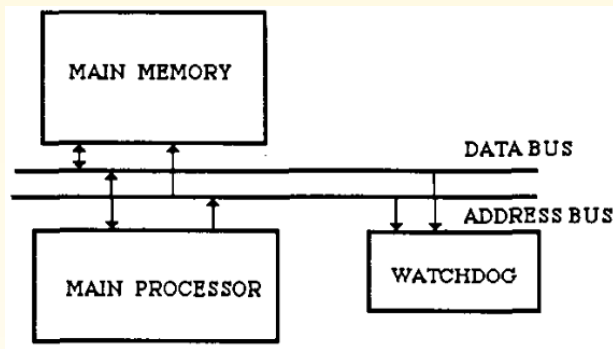 MAIN MEMORY
DATA BUS
ADDRESS BUS
MAIN PROCESSOR
WATCHDOG